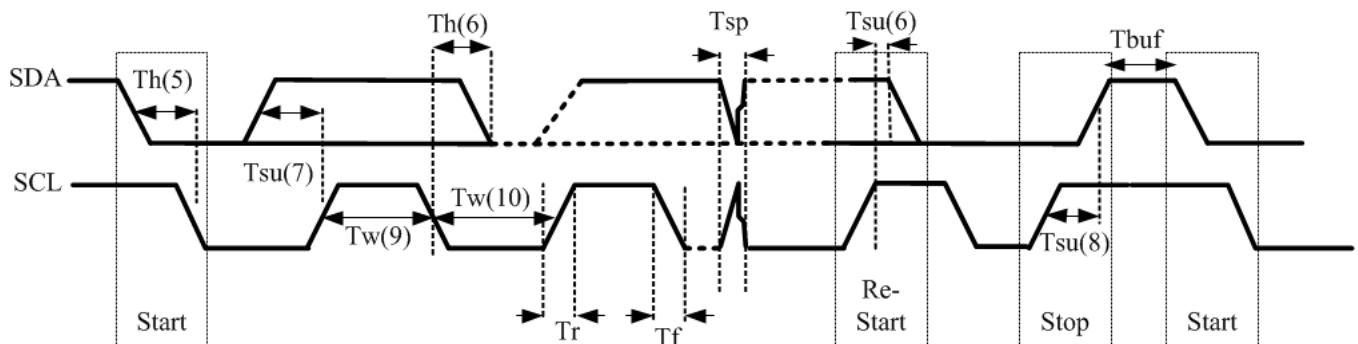 Th(6)
Tsp
Tsu(6)
Tbuf
SDA
Th(5)
Tsu(7)
SCL
Tw(10)
Tw(9)
Tsu(8)
Start
Tr
Tf
Re-
Start
Stop
Start